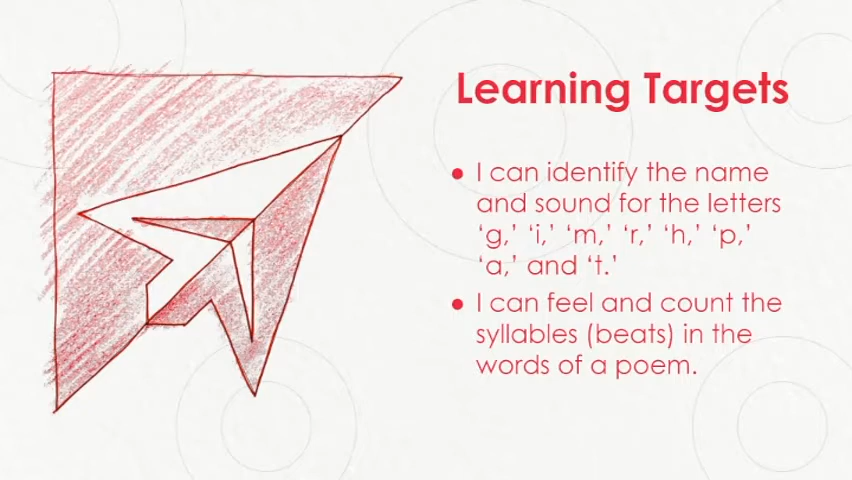 Learning Targets
● I can identify the name
and sound for the letters
‘g,’ ‘i,’ ‘m,’ ‘r,’ ‘h,’ ‘p,’
‘a,’ and ‘t.’
● I can feel and count the
syllables (beats) in the
words of a poem.